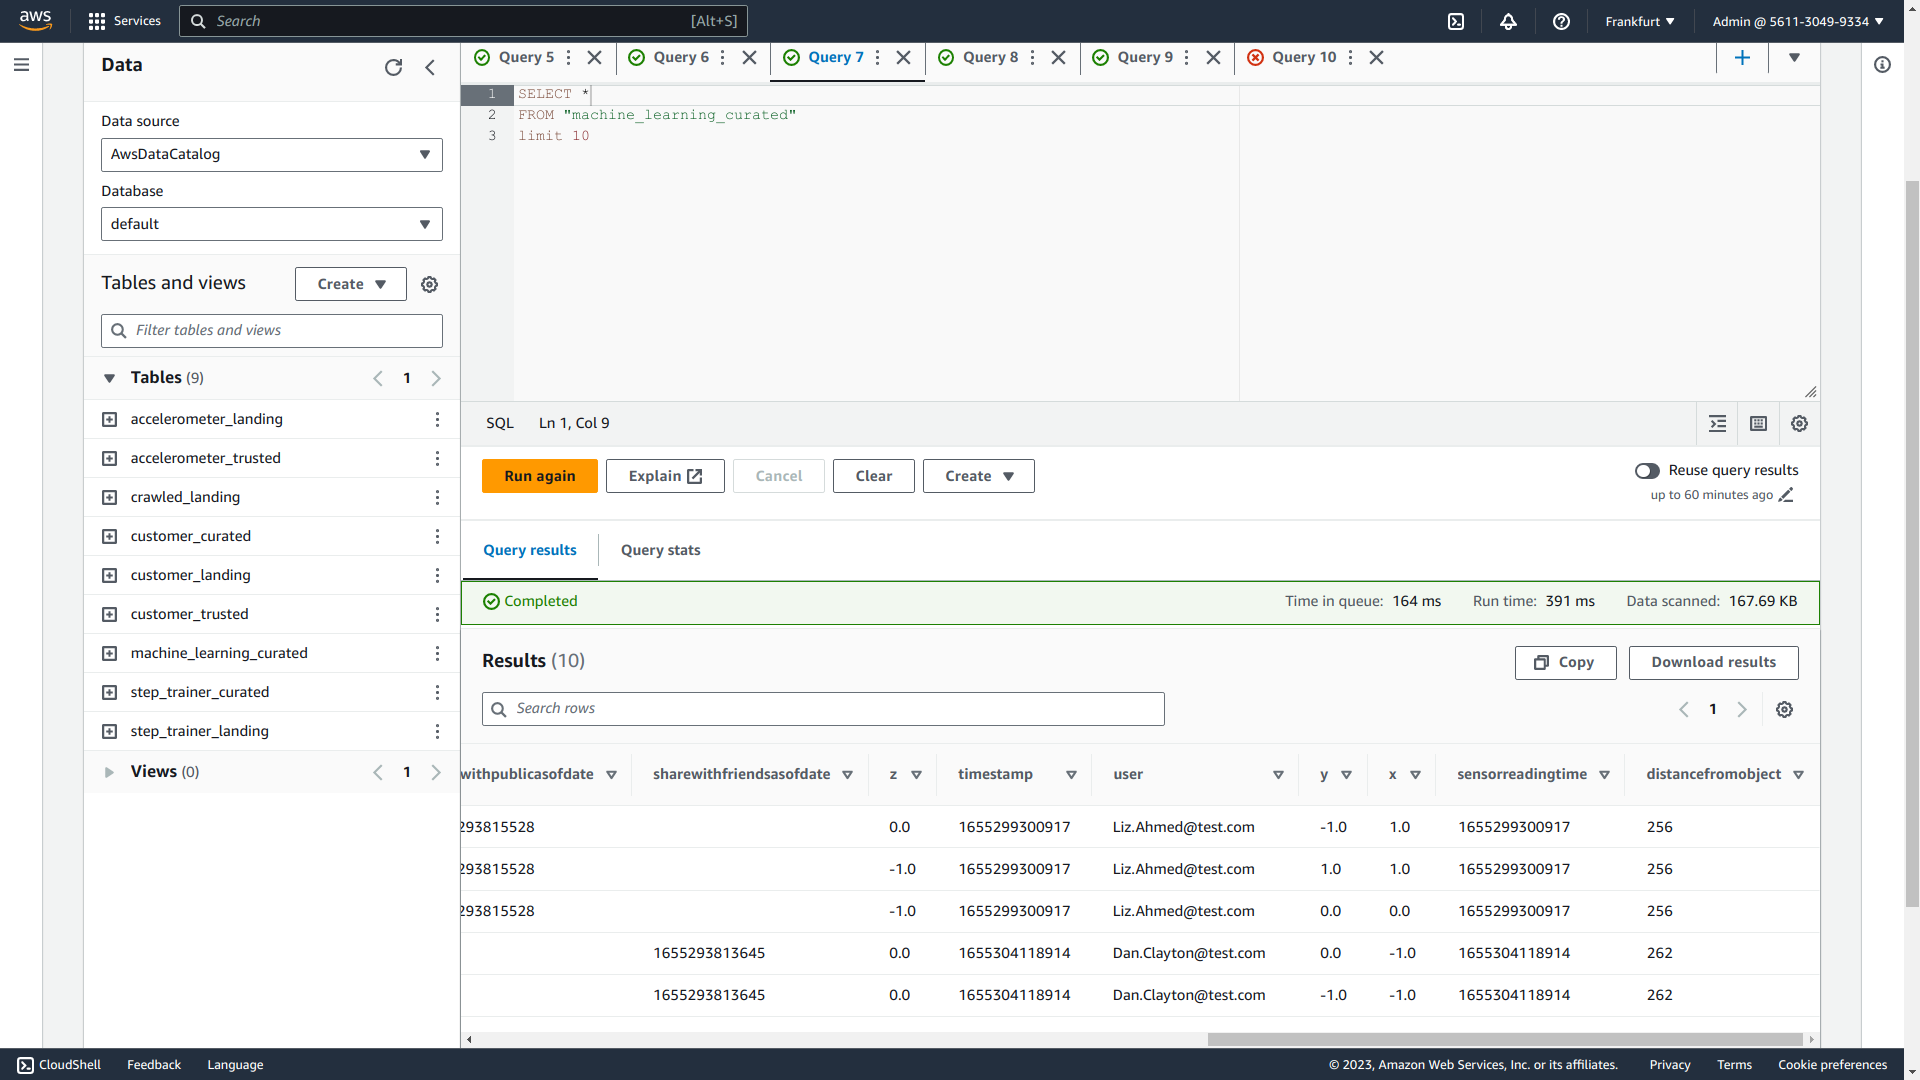 aws
Services
Search
[Alt+S]
Frankfurt
Admin @ 5611-3049-9334
Data
Data source
AwsDataCatalog
Database
default
Tables and views
Create
Filter tables and views
Tables (9)
1
accelerometer_landing
accelerometer_trusted
crawled_landing
customer_curated
customer_landing
customer_trusted
machine_learning_curated
step_trainer_curated
step_trainer_landing
Views (0)
1
Query 5
Query 6
Query 7
Query 8
Query 9
Query 10
1 SELECT *
2 FROM "machine_learning_curated"
3 limit 10
SQL Ln 1, Col 9
Run again
Explain
Cancel
Clear
Create
Reuse query results
up to 60 minutes ago
Query results
Query stats
Completed
Time in queue: 164 ms Run time: 391 ms Data scanned: 167.69 KB
Results (10)
Copy
Download results
Search rows
1
withpublicasofdate sharewithfriendsasofdate z timestamp user y x sensorreadingtime distancefromobject
293815528 0.0 1655299300917 Liz.Ahmed@test.com -1.0 1.0 1655299300917 256
293815528 -1.0 1655299300917 Liz.Ahmed@test.com 1.0 1.0 1655299300917 256
293815528 -1.0 1655299300917 Liz.Ahmed@test.com 0.0 0.0 1655299300917 256
1655293813645 0.0 1655304118914 Dan.Clayton@test.com 0.0 -1.0 1655304118914 262
1655293813645 0.0 1655304118914 Dan.Clayton@test.com -1.0 -1.0 1655304118914 262
CloudShell
Feedback
Language
© 2023, Amazon Web Services, Inc. or its affiliates.
Privacy
Terms
Cookie preferences